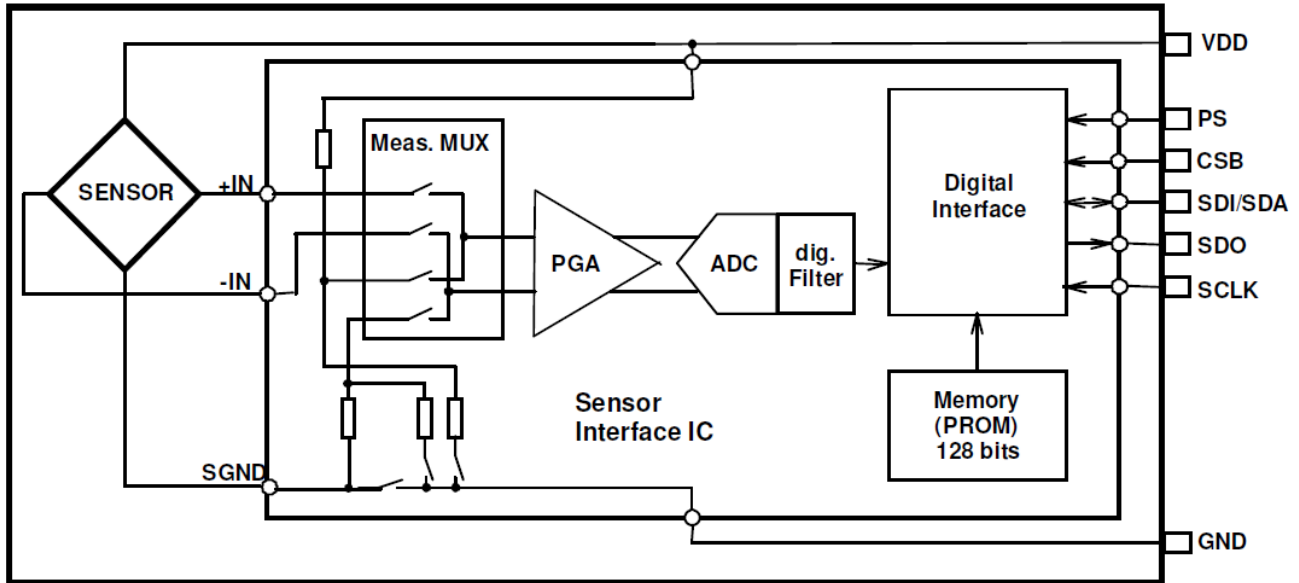 VDD
PS
Meas. MUX
CSB
+IN
SENSOR
Digital
Interface
SDI/SDA
SDO
PGA
ADC
dig.
Filter
-IN
SCLK
Sensor
Interface IC
Memory
(PROM)
128 bits
SGND
GND